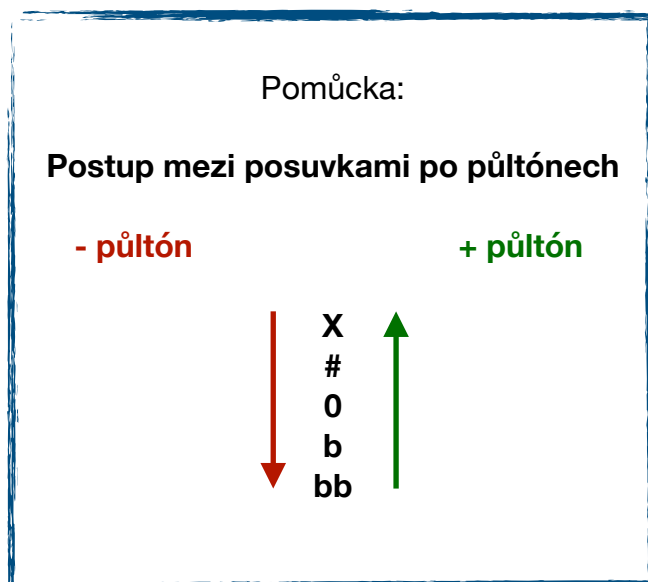 Pomůcka:
Postup mezi posuvkami po půltónech
- půltón + půltón
X
#
0
b
bb